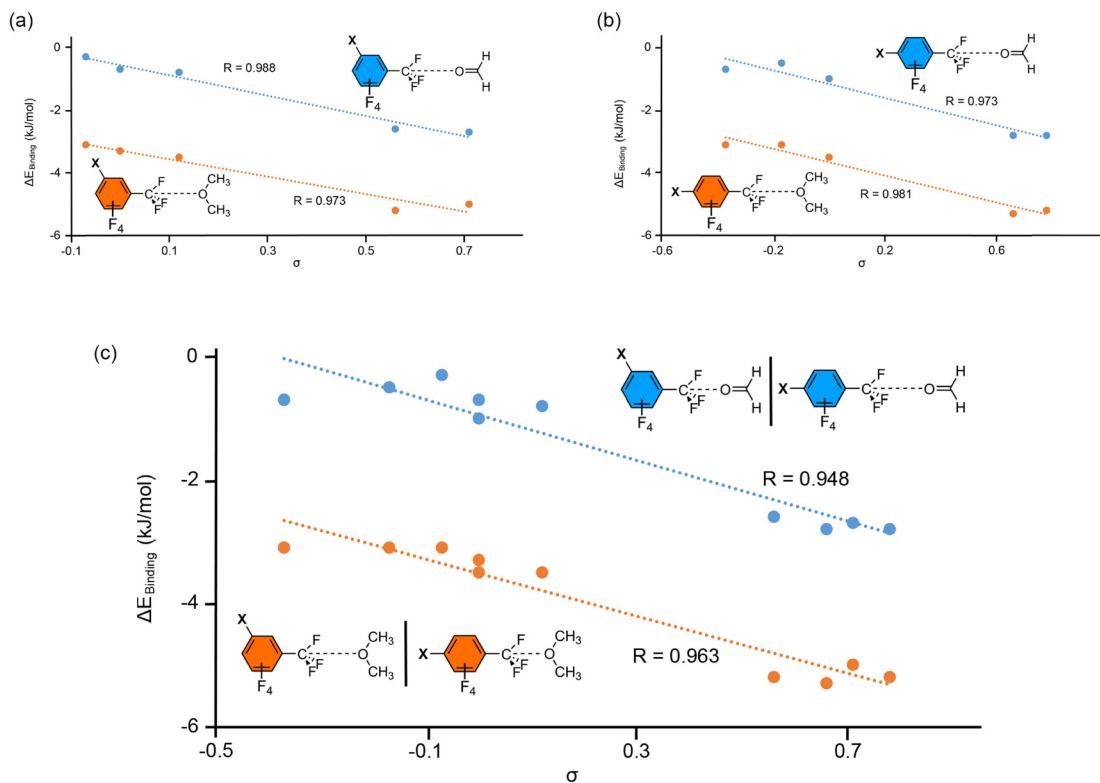 (a)
0
-2
-4
-6
ΔE_Binding (kJ/mol)
-0.1
0.1
0.3
0.5
0.7
σ
R = 0.988
R = 0.973
X
F₄
C
F
F
F
O
H
H
X
F₄
C
F
F
F
O
CH₃
CH₃
(b)
0
-2
-4
-6
ΔE_Binding (kJ/mol)
-0.6
-0.2
0.2
0.6
σ
R = 0.973
R = 0.981
X
F₄
C
F
F
F
O
H
H
X
F₄
C
F
F
F
O
CH₃
CH₃
(c)
0
-2
-4
-6
ΔE_Binding (kJ/mol)
-0.5
-0.1
0.3
0.7
σ
R = 0.948
R = 0.963
X
F₄
C
F
F
F
O
H
H
X
F₄
C
F
F
F
O
H
H
X
F₄
C
F
F
F
O
CH₃
CH₃
X
F₄
C
F
F
F
O
CH₃
CH₃